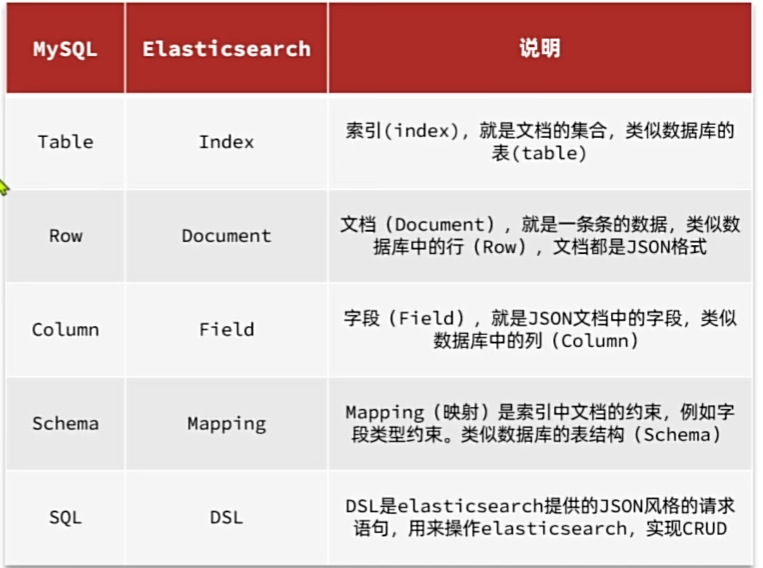 MySQL Elasticsearch 说明
Table Index 索引(index)，就是文档的集合，类似数据库的
表(table)
Row Document 文档（Document），就是一条条的数据，类似数
据库中的行（Row），文档都是JSON格式
Column Field 字段（Field），就是JSON文档中的字段，类似
数据库中的列（Column）
Schema Mapping Mapping（映射）是索引中文档的约束，例如字
段类型约束。类似数据库的表结构（Schema）
SQL DSL DSL是elasticsearch提供的JSON风格的请求
语句，用来操作elasticsearch，实现CRUD